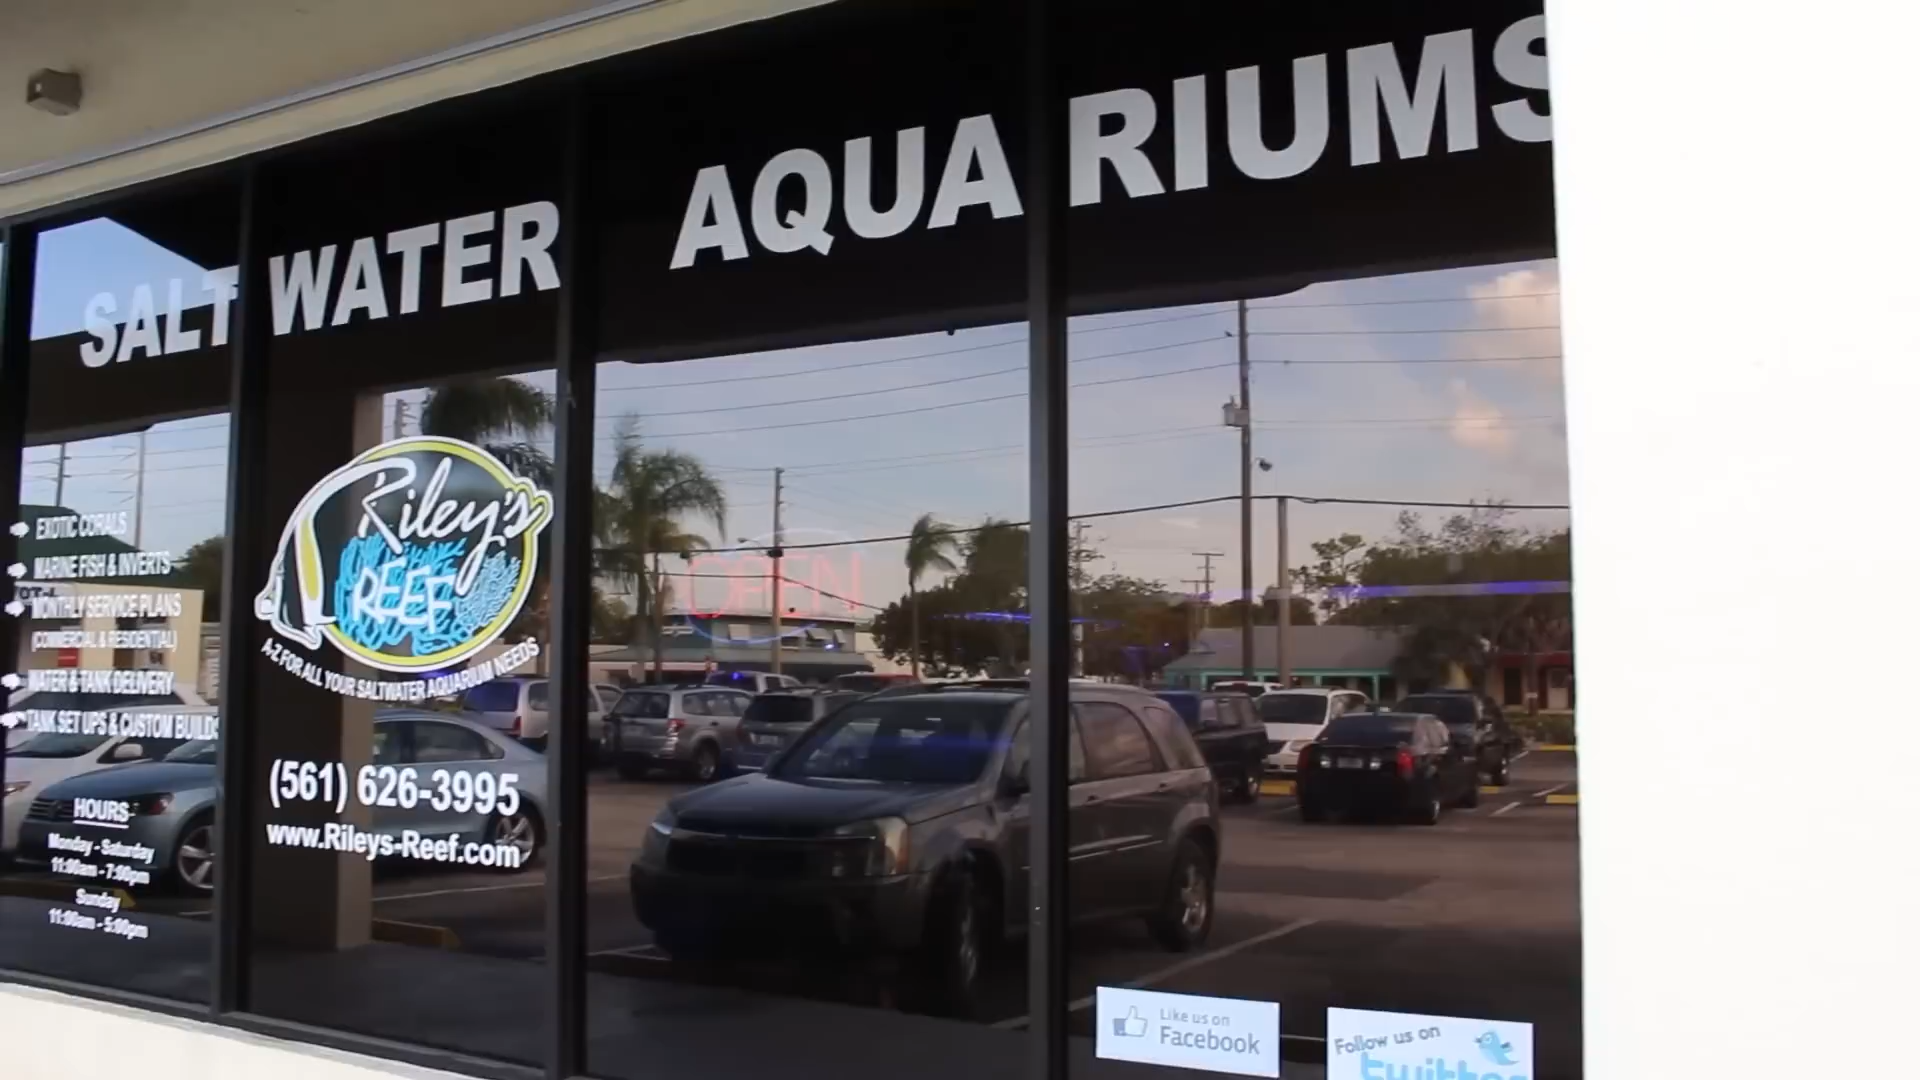 SALT WATER AQUARIUMS
EXOTIC CORALS
MARINE FISH & INVERTS
MONTHLY SERVICE PLANS
(COMMERCIAL & RESIDENTIAL)
WATER & TANK DELIVERY
TANK SET UPS & CUSTOM BUILDS
HOURS
Monday - Saturday
11:00am - 7:00pm
Sunday
11:00am - 5:00pm
Riley's
REEF
A-Z FOR ALL YOUR SALTWATER AQUARIUM NEEDS
(561) 626-3995
www.Rileys-Reef.com
OPEN
Like us on
Facebook
Follow us on
twitter